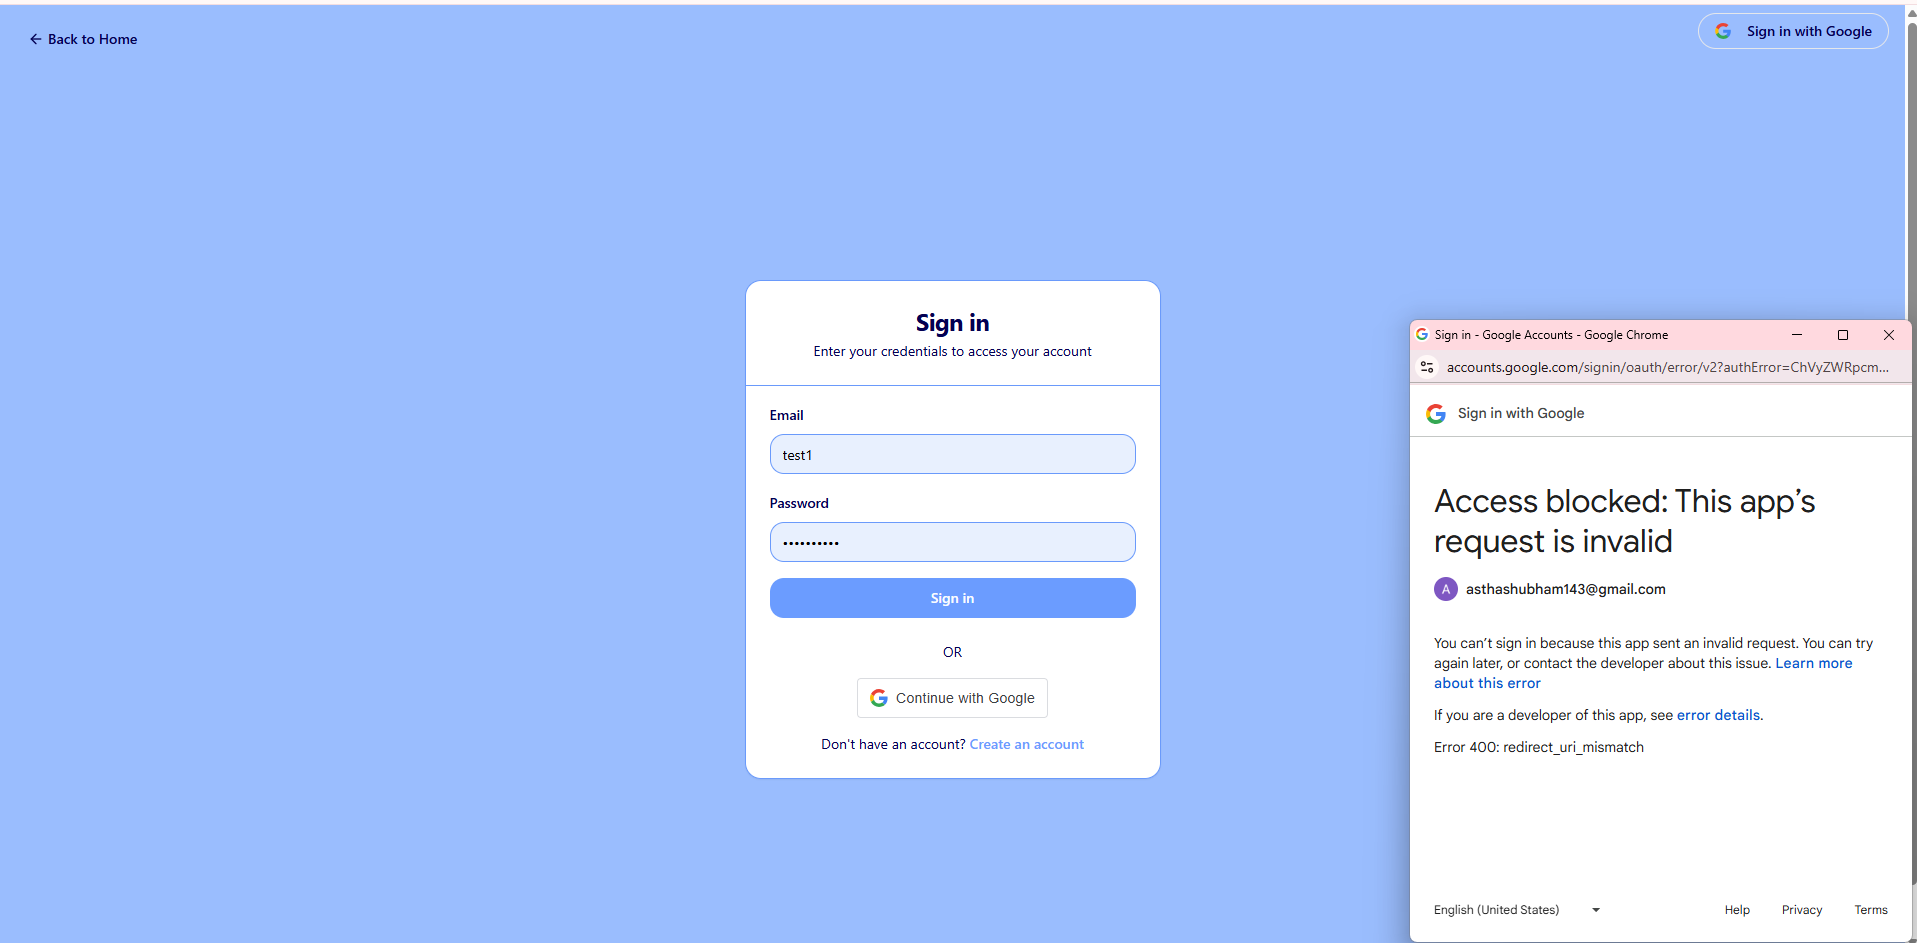 ← Back to Home
Sign in with Google
Sign in
Enter your credentials to access your account
Email
test1
Password
••••••••••
Sign in
OR
Continue with Google
Don't have an account? Create an account
Sign in - Google Accounts - Google Chrome
accounts.google.com/signin/oauth/error/v2?authError=ChVyZWRpcm...
Sign in with Google
Access blocked: This app’s
request is invalid
A asthashubham143@gmail.com
You can’t sign in because this app sent an invalid request. You can try
again later, or contact the developer about this issue. Learn more
about this error
If you are a developer of this app, see error details.
Error 400: redirect_uri_mismatch
English (United States)
Help Privacy Terms